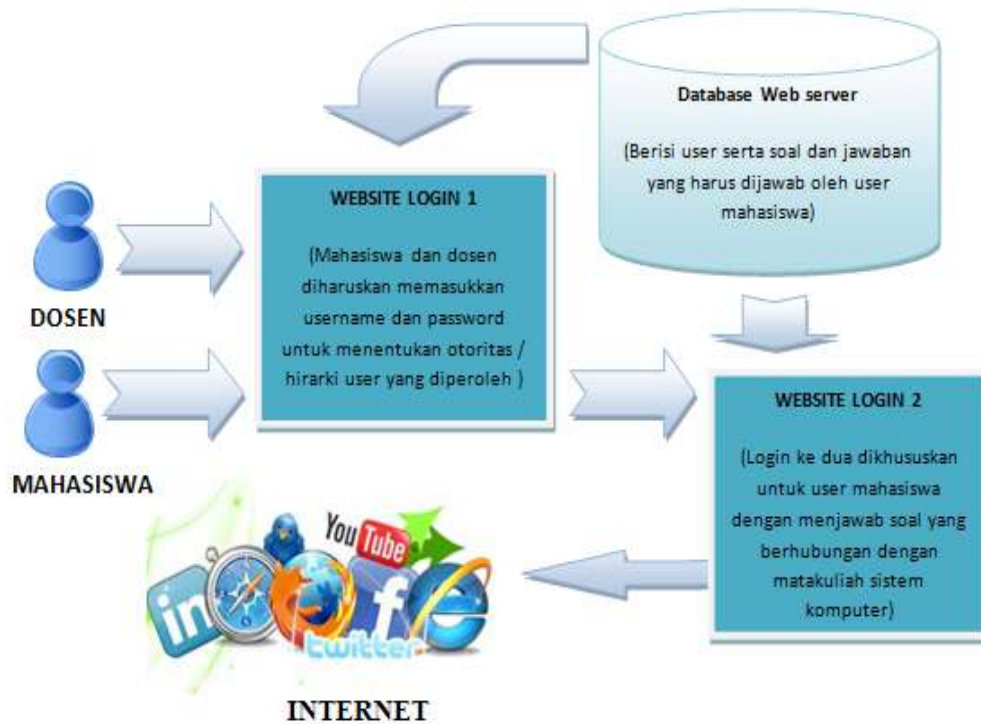 Database Web server
(Berisi user serta soal dan jawaban
yang harus dijawab oleh user
mahasiswa)
WEBSITE LOGIN 1
(Mahasiswa dan dosen
diharuskan memasukkan
username dan password
untuk menentukan otoritas /
hirarki user yang diperoleh )
DOSEN
MAHASISWA
WEBSITE LOGIN 2
(Login ke dua dikhususkan
untuk user mahasiswa
dengan menjawab soal yang
berhubungan dengan
matakuliah sistem
komputer)
You Tube
in
f
e
twitter
INTERNET